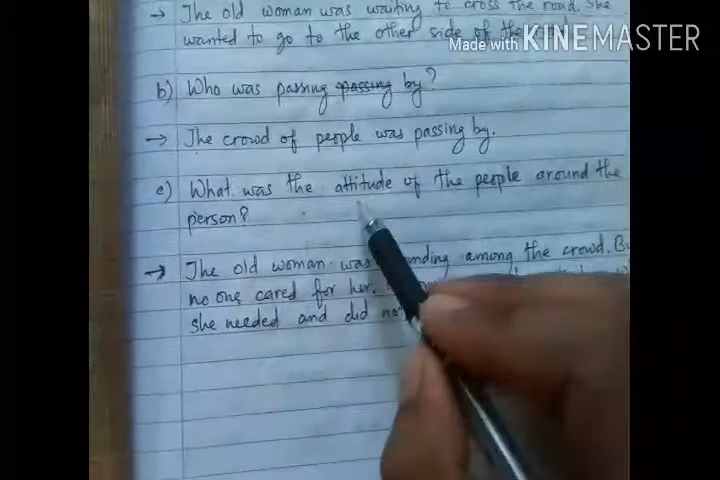 → The old woman was waiting to cross the road. She
wanted to go to the other side of the
Made with KINEMASTER
b) Who was passing passing by?
→ The crowd of people was passing by.
c) What was the attitude of the people around the
person?
→ The old woman was among the crowd. Bu
no one cared for her.
she needed and did not